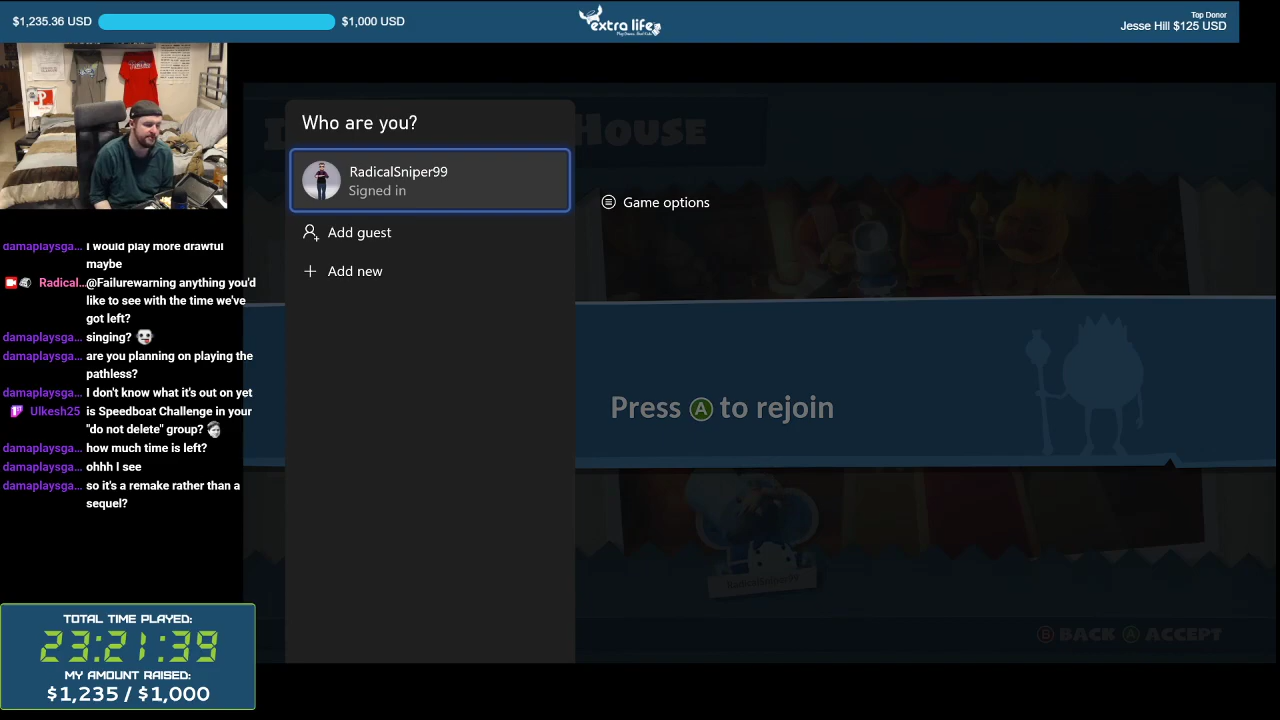 $1,235.36 USD
$1,000 USD
extra life
Top Donor
Jesse Hill $125 USD
Who are you?
RadicalSniper99
Signed in
Add guest
Add new
Game options
House
Press A to rejoin
B BACK A ACCEPT
damaplaysga... I would play more drawful
maybe
Radical... @Failurewarning anything you'd
like to see with the time we've
got left?
damaplaysga... singing?
damaplaysga... are you planning on playing the
pathless?
damaplaysga... I don't know what it's out on yet
Ulkesh25 is Speedboat Challenge in your
"do not delete" group?
damaplaysga... how much time is left?
damaplaysga... ohhh I see
damaplaysga... so it's a remake rather than a
sequel?
TOTAL TIME PLAYED:
23:21:39
MY AMOUNT RAISED:
$1,235 / $1,000